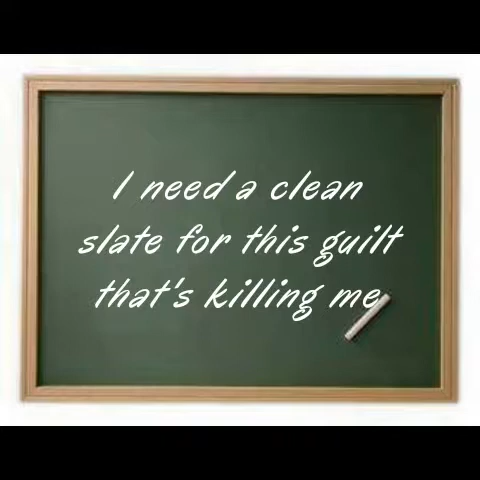 I need a clean
slate for this guilt
that's killing me